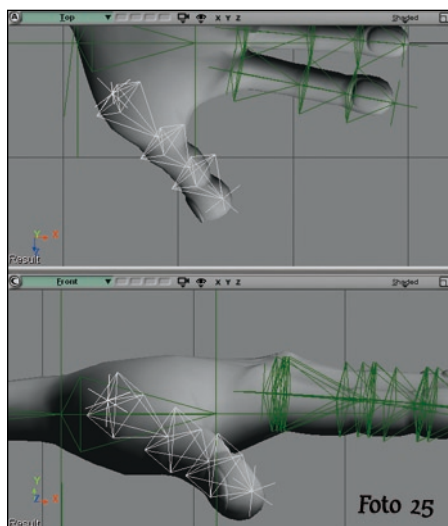 A Top X Y Z Shaded
Y X
Z
Result
C Front X Y Z Shaded
Y
Z X
Result
Foto 25